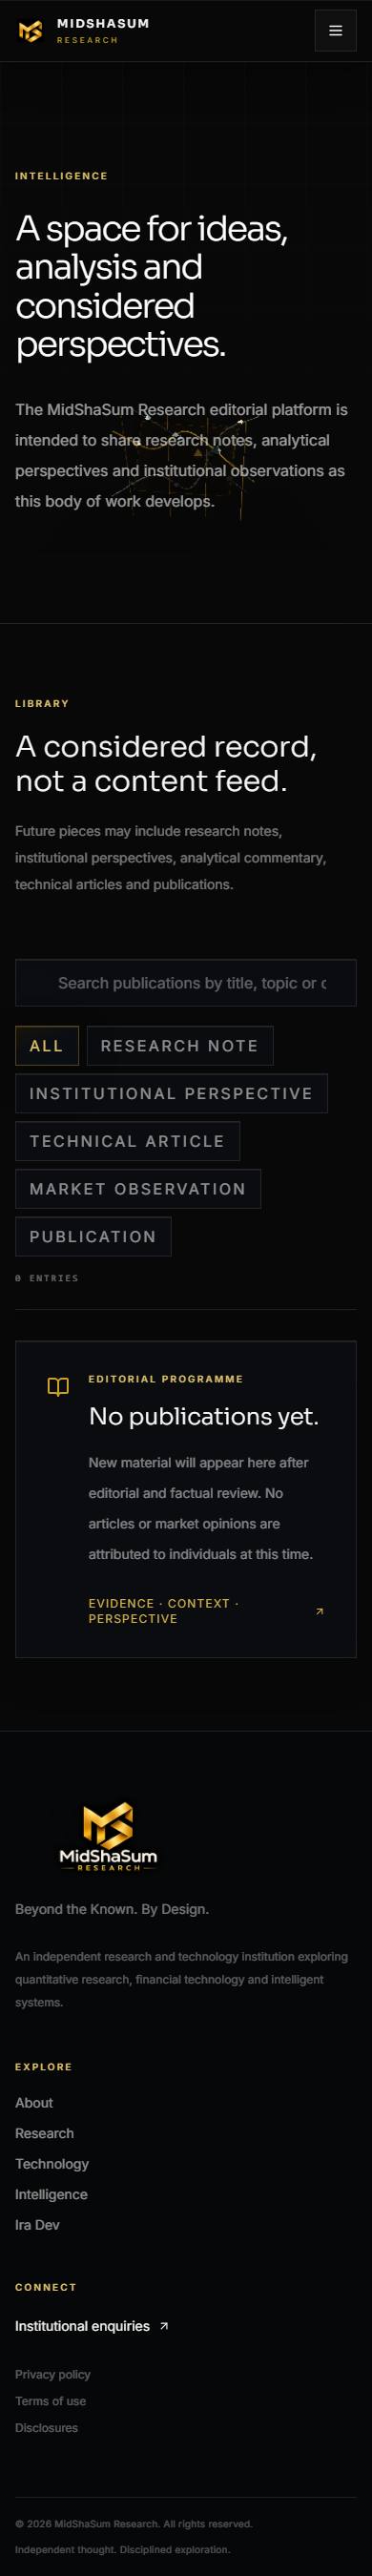 MIDSHASUM
RESEARCH
INTELLIGENCE
A space for ideas,
analysis and
considered
perspectives.
The MidShaSum Research editorial platform is
intended to share research notes, analytical
perspectives and institutional observations as
this body of work develops.
LIBRARY
A considered record,
not a content feed.
Future pieces may include research notes,
institutional perspectives, analytical commentary,
technical articles and publications.
Search publications by title, topic or c
ALL RESEARCH NOTE
INSTITUTIONAL PERSPECTIVE
TECHNICAL ARTICLE
MARKET OBSERVATION
PUBLICATION
0 ENTRIES
EDITORIAL PROGRAMME
No publications yet.
New material will appear here after
editorial and factual review. No
articles or market opinions are
attributed to individuals at this time.
EVIDENCE · CONTEXT ·
PERSPECTIVE
MidShaSum
RESEARCH
Beyond the Known. By Design.
An independent research and technology institution exploring
quantitative research, financial technology and intelligent
systems.
EXPLORE
About
Research
Technology
Intelligence
Ira Dev
CONNECT
Institutional enquiries
Privacy policy
Terms of use
Disclosures
© 2026 MidShaSum Research. All rights reserved.
Independent thought. Disciplined exploration.